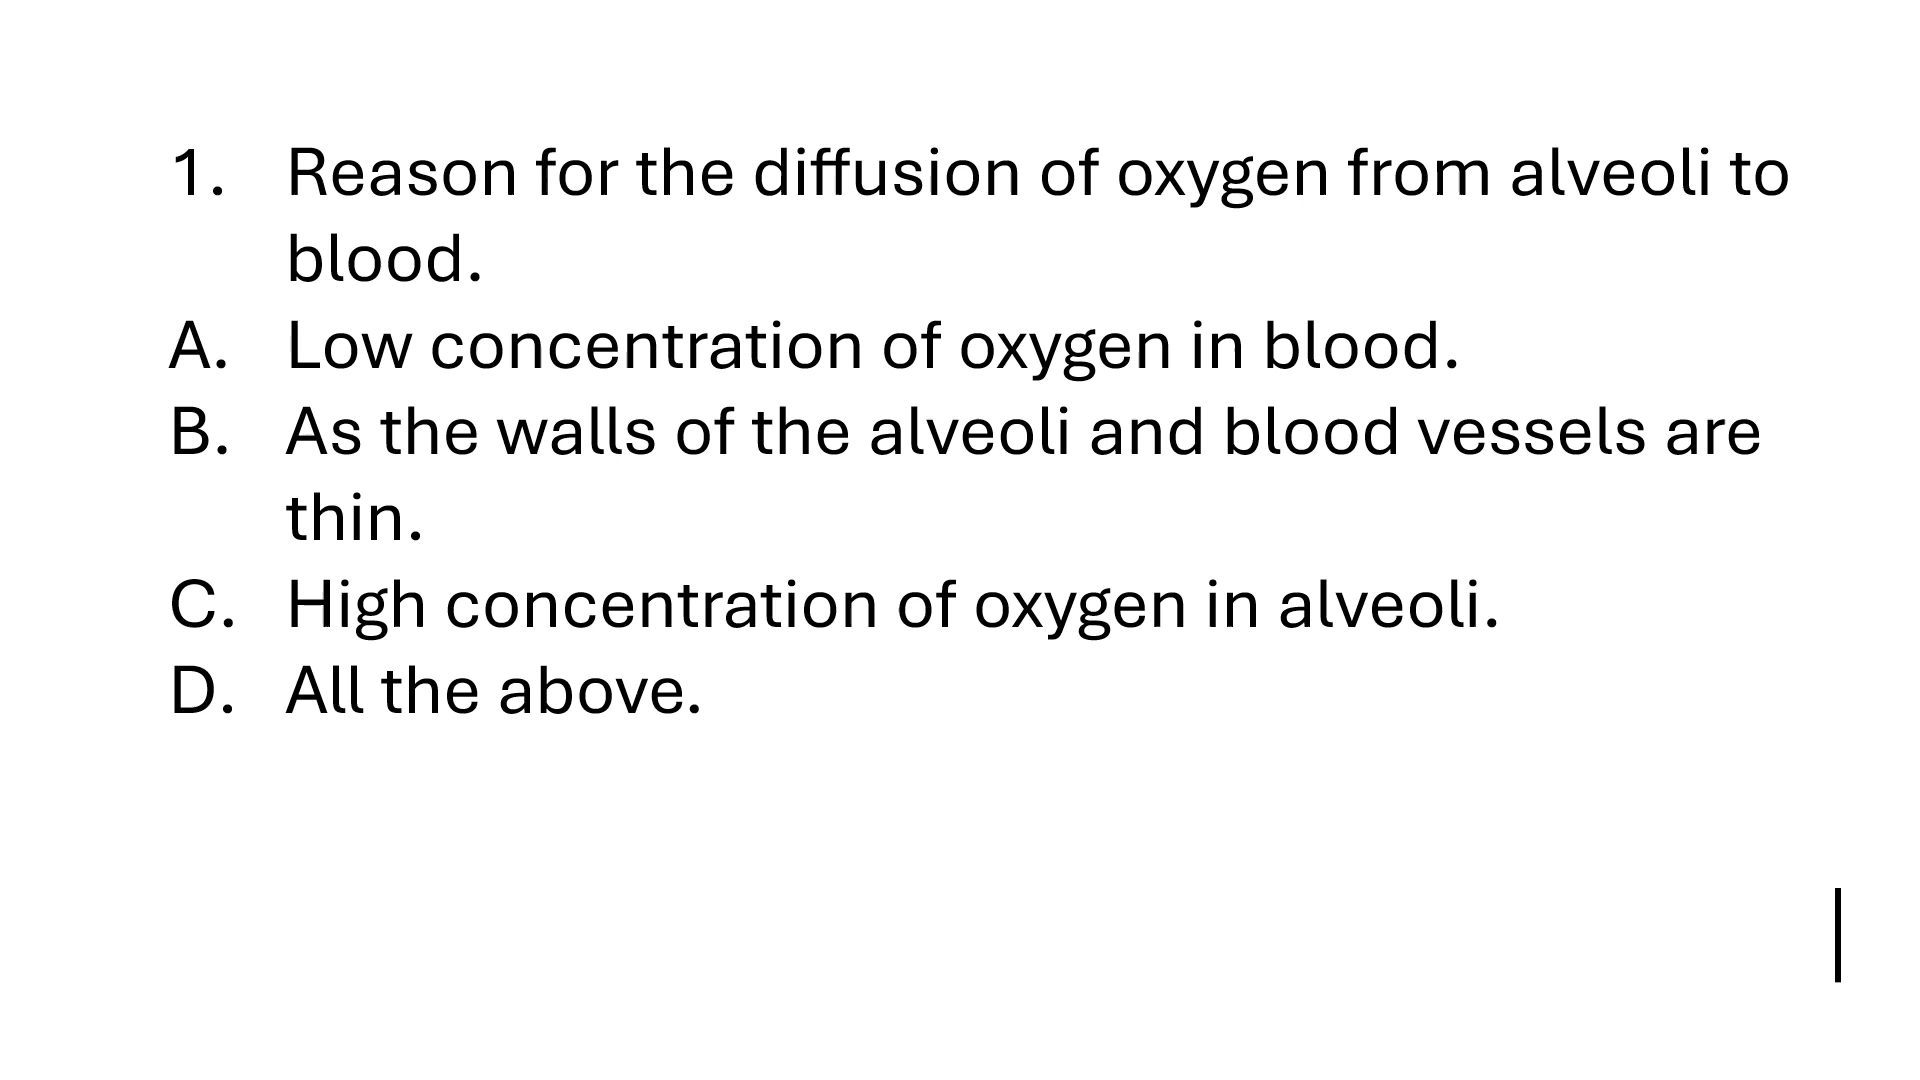 1. Reason for the diffusion of oxygen from alveoli to
blood.
A. Low concentration of oxygen in blood.
B. As the walls of the alveoli and blood vessels are
thin.
C. High concentration of oxygen in alveoli.
D. All the above.